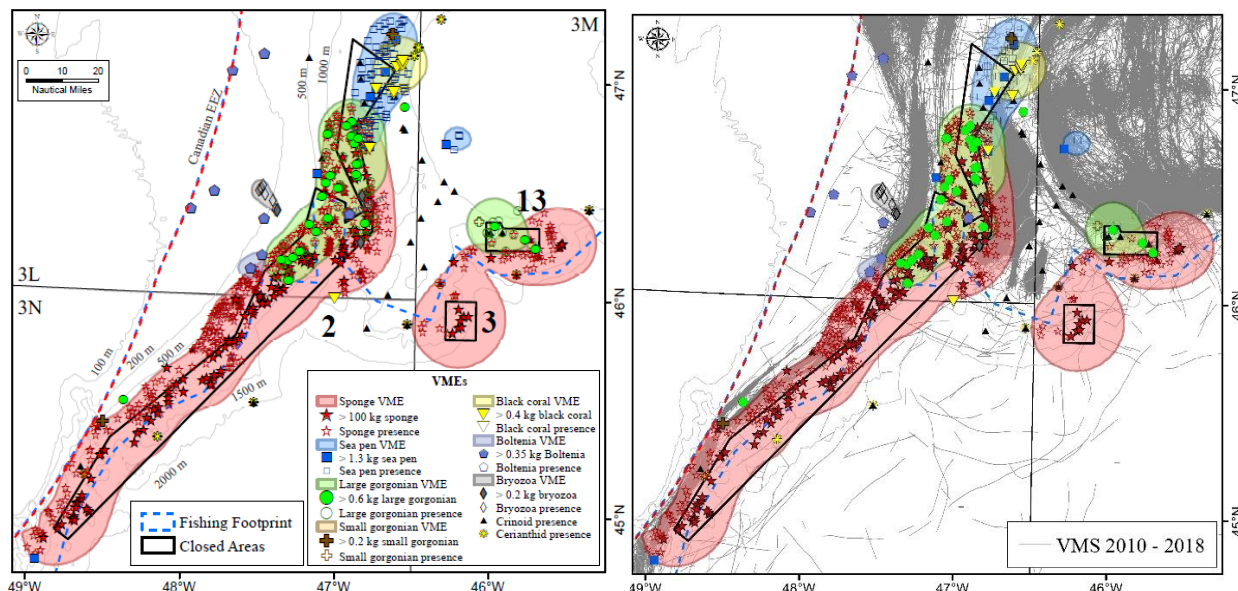 3M
0 10 20
Nautical Miles
Canadian EEZ
500 m
1000 m
47°N
13
3L
46°N
3N
2
3
100 m
200 m
500 m
1500 m
2000 m
45°N
VMEs
Sponge VME
> 100 kg sponge
Sponge presence
Sea pen VME
> 1.3 kg sea pen
Sea pen presence
Large gorgonian VME
> 0.6 kg large gorgonian
Large gorgonian presence
Small gorgonian VME
> 0.2 kg small gorgonian
Small gorgonian presence
Black coral VME
> 0.4 kg black coral
Black coral presence
Boltenia VME
> 0.35 kg Boltenia
Boltenia presence
Bryozoa VME
> 0.2 kg bryozoa
Bryozoa presence
Crinoid presence
Cerianthid presence
Fishing Footprint
Closed Areas
49°W 48°W 47°W 46°W
47°N
46°N
45°N
VMS 2010 - 2018
49°W 48°W 47°W 46°W